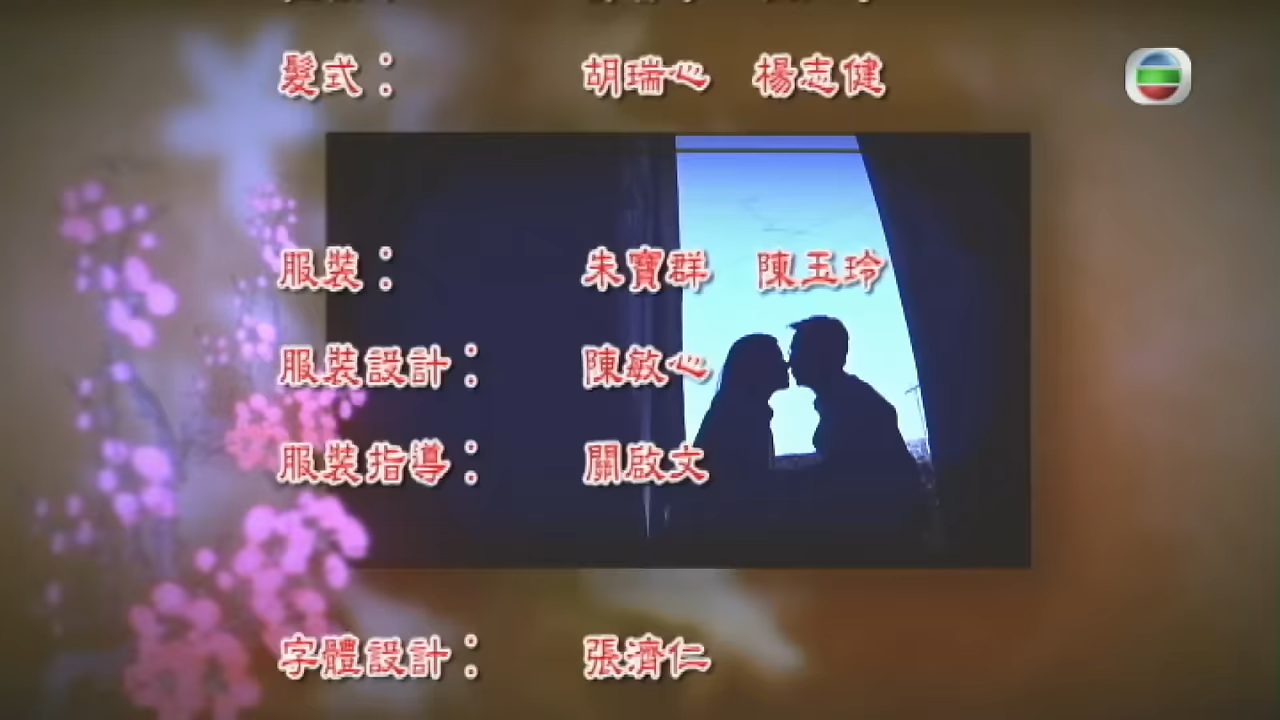 髮式： 胡瑞心 楊志健
服裝： 朱寶群 陳玉玲
服裝設計： 陳敏心
服裝指導： 關啟文
字體設計： 張濟仁